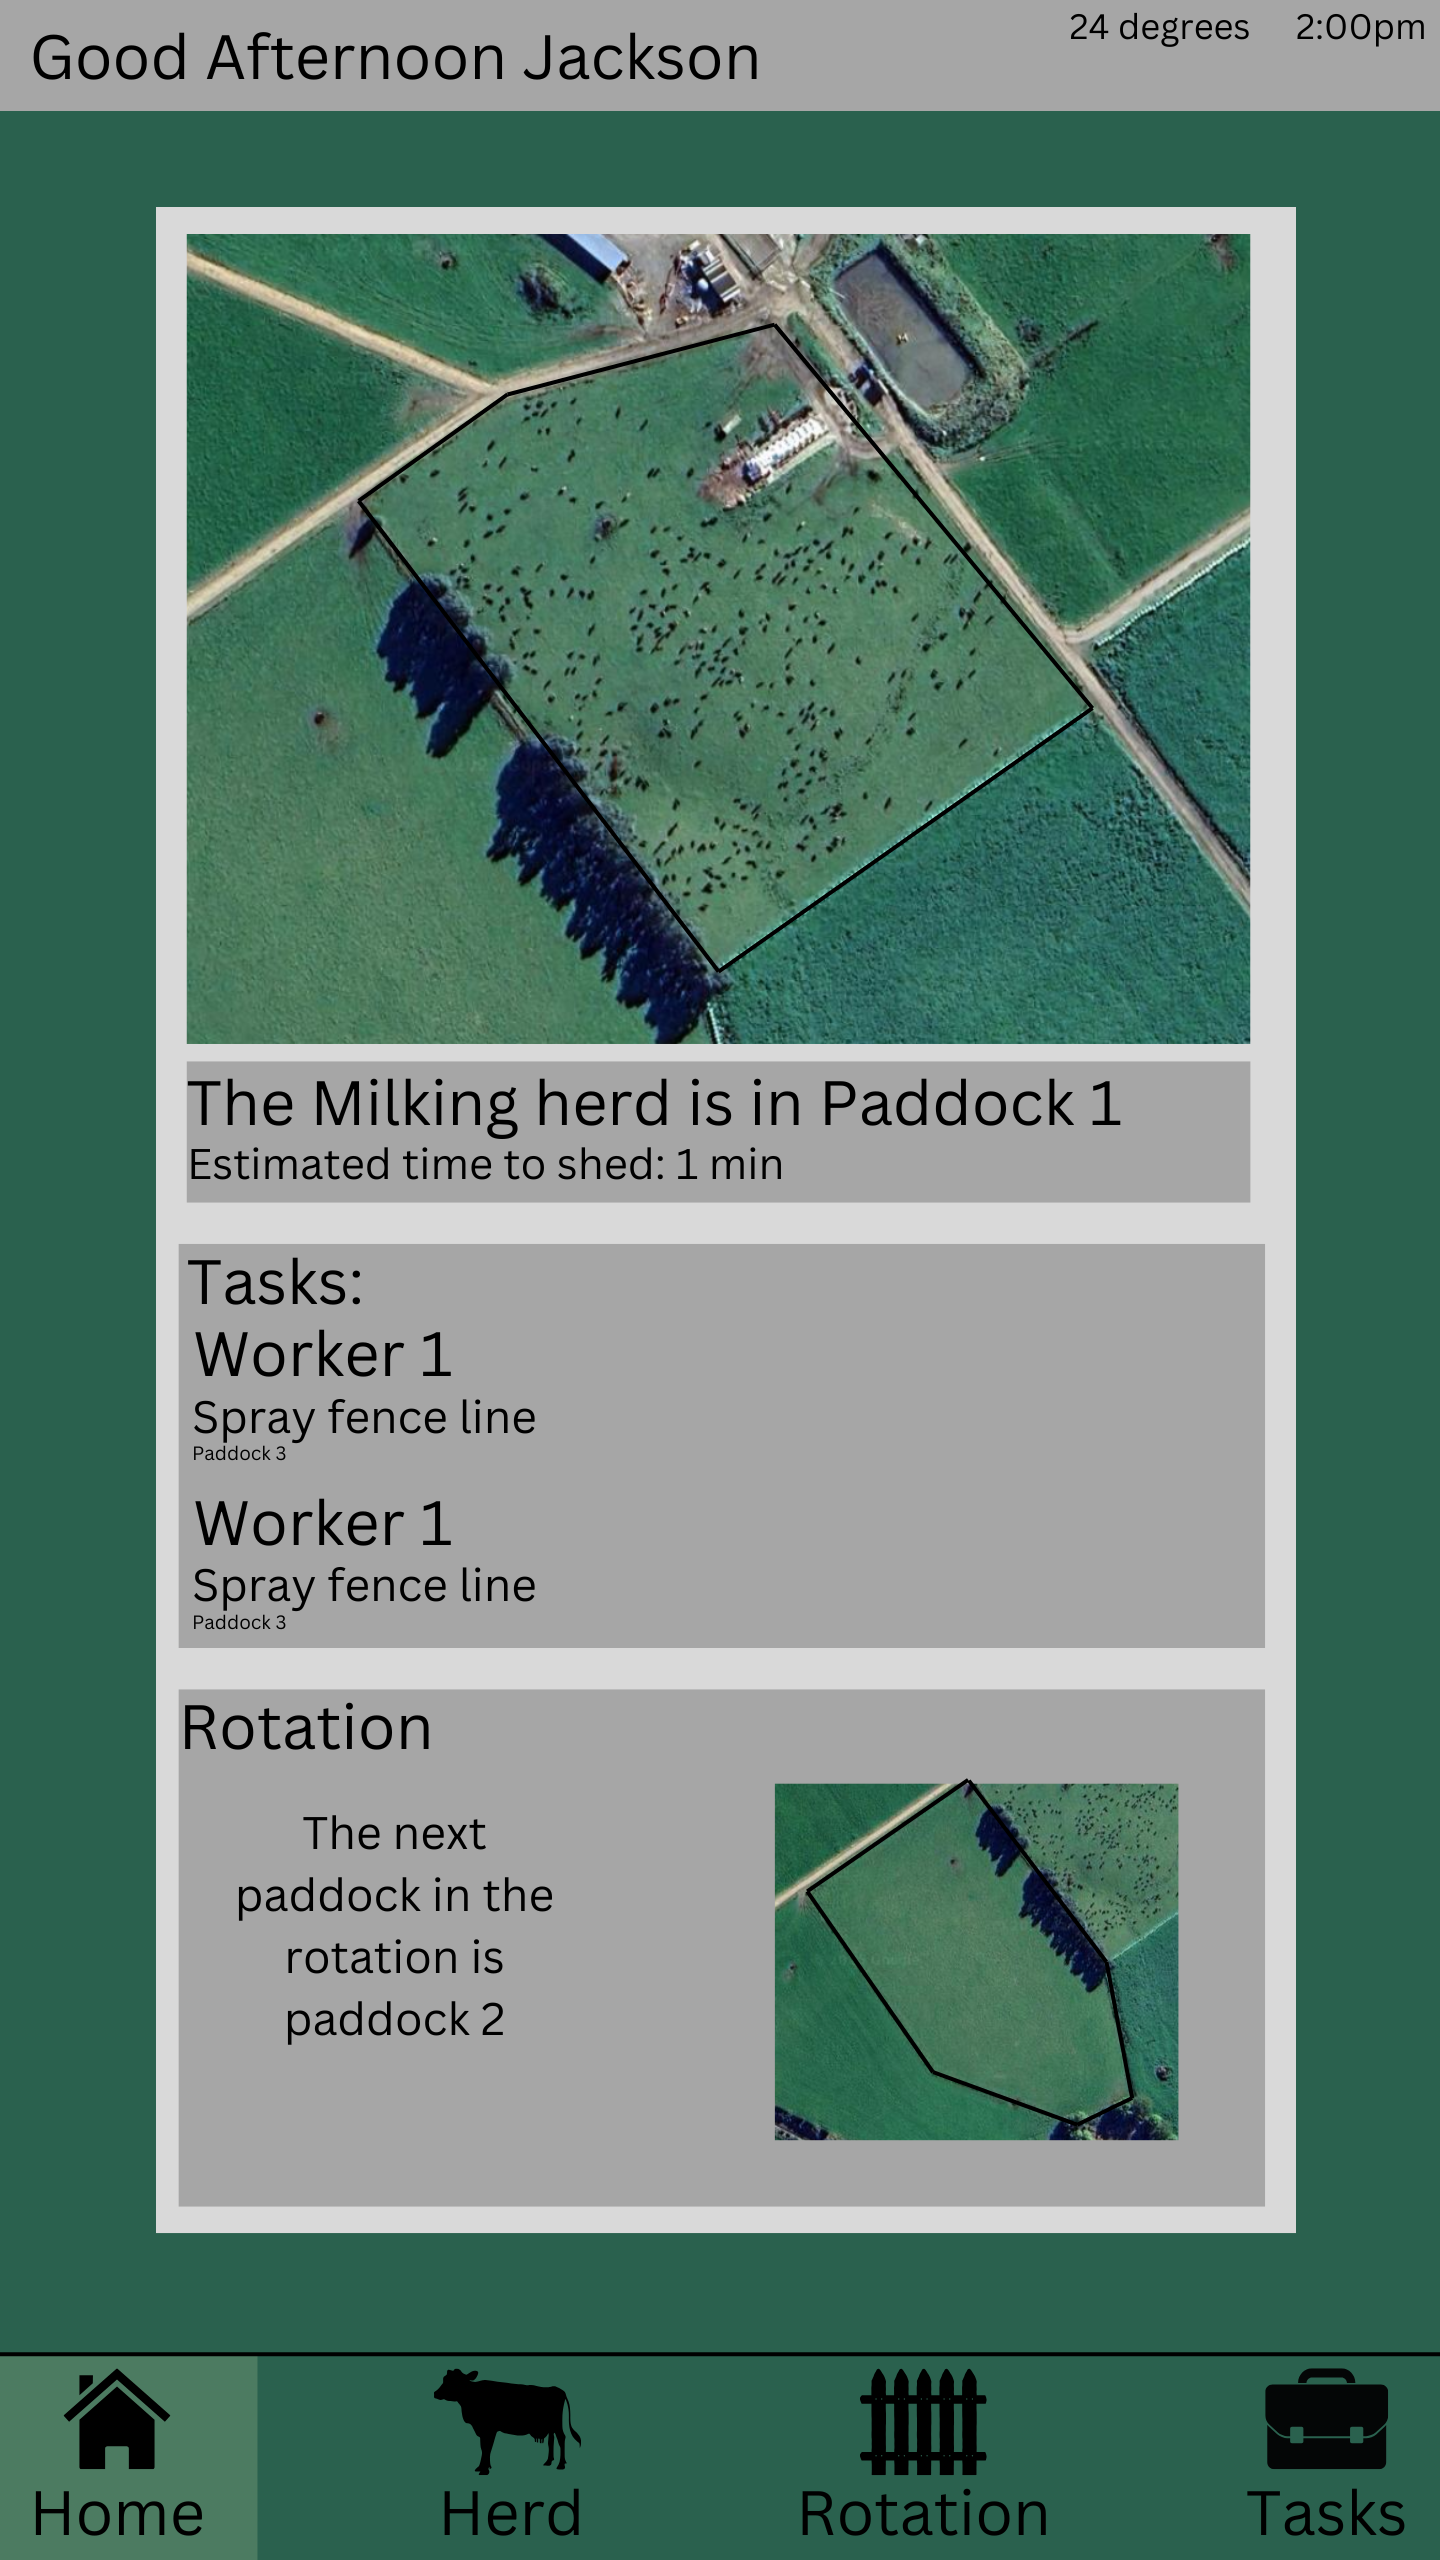 Good Afternoon Jackson
24 degrees
2:00pm
The Milking herd is in Paddock 1
Estimated time to shed: 1 min
Tasks:
Worker 1
Spray fence line
Paddock 3
Worker 1
Spray fence line
Paddock 3
Rotation
The next
paddock in the
rotation is
paddock 2
Home
Herd
Rotation
Tasks